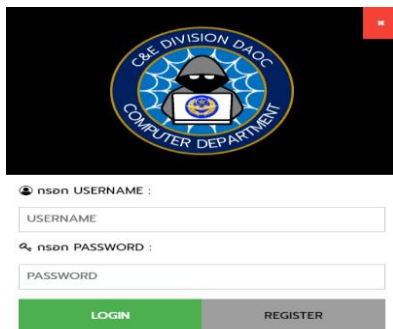 C&E DIVISION DAOC
COMPUTER DEPARTMENT
กรอก USERNAME :
USERNAME
กรอก PASSWORD :
PASSWORD
LOGIN
REGISTER